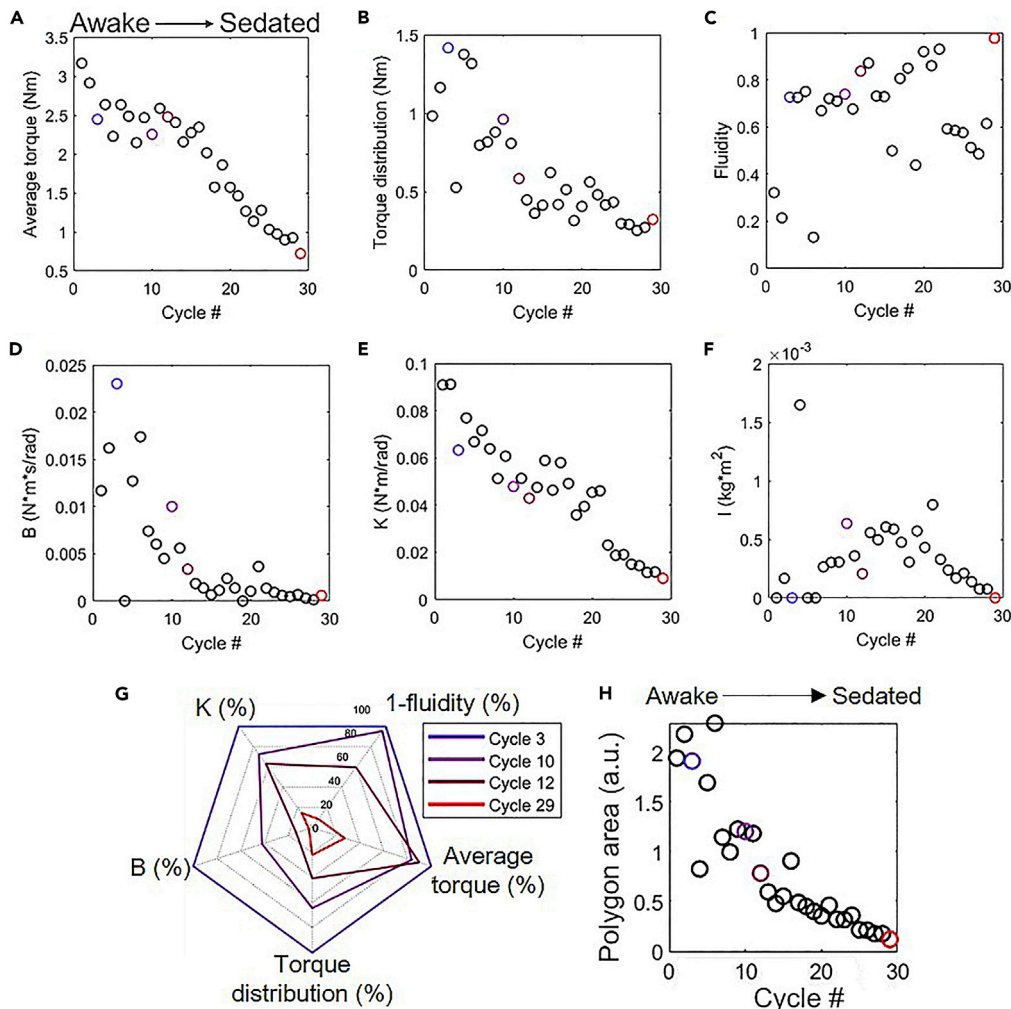 A
Awake
Sedated
3.5
3
2.5
2
1.5
1
0.5
0
10
20
30
Average torque (Nm)
Cycle #
B
1.5
1
0.5
0
0
10
20
30
Torque distribution (Nm)
Cycle #
C
1
0.8
0.6
0.4
0.2
0
0
10
20
30
Fluidity
Cycle #
D
0.025
0.02
0.015
0.01
0.005
0
0
10
20
30
B (N*m*s/rad)
Cycle #
E
0.1
0.08
0.06
0.04
0.02
0
0
10
20
30
K (N*m/rad)
Cycle #
F
×10⁻³
2
1.5
1
0.5
0
0
10
20
30
I (kg*m²)
Cycle #
G
K (%)
1-fluidity (%)
100
80
60
40
20
0
Cycle 3
Cycle 10
Cycle 12
Cycle 29
B (%)
Average
torque (%)
Torque
distribution (%)
H
Awake
Sedated
2
1.5
1
0.5
0
0
10
20
30
Polygon area (a.u.)
Cycle #